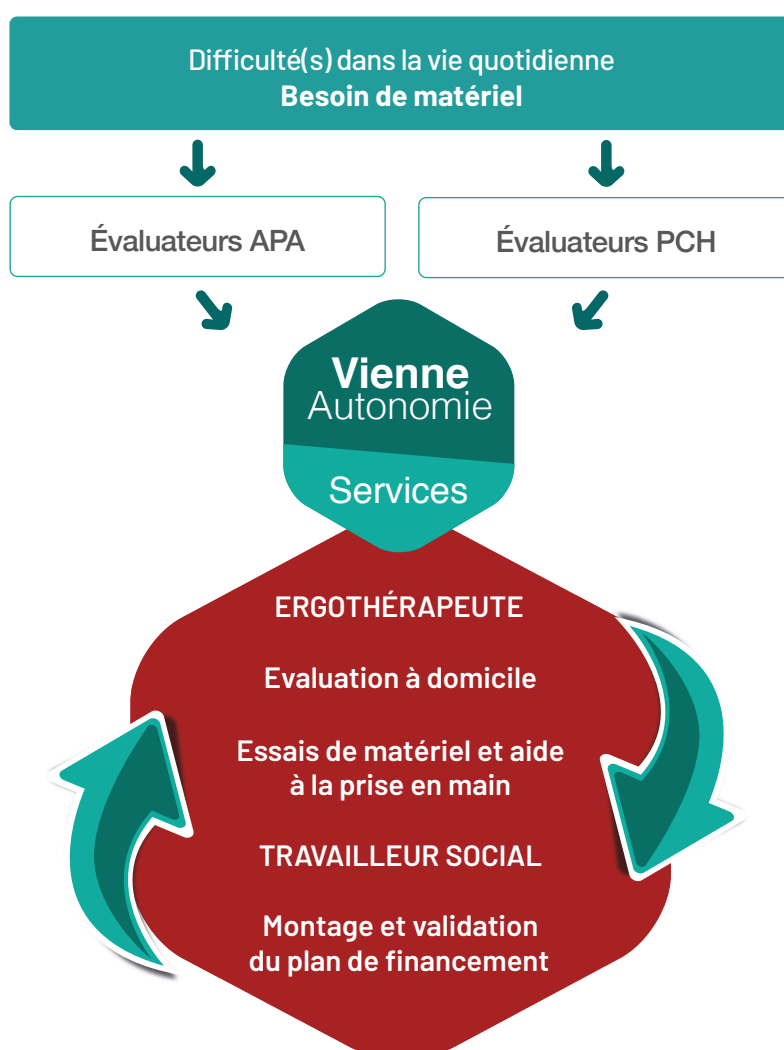 Difficulté(s) dans la vie quotidienne
Besoin de matériel
Évaluateurs APA
Évaluateurs PCH
Vienne
Autonomie
Services
ERGOTHÉRAPEUTE
Evaluation à domicile
Essais de matériel et aide
à la prise en main
TRAVAILLEUR SOCIAL
Montage et validation
du plan de financement